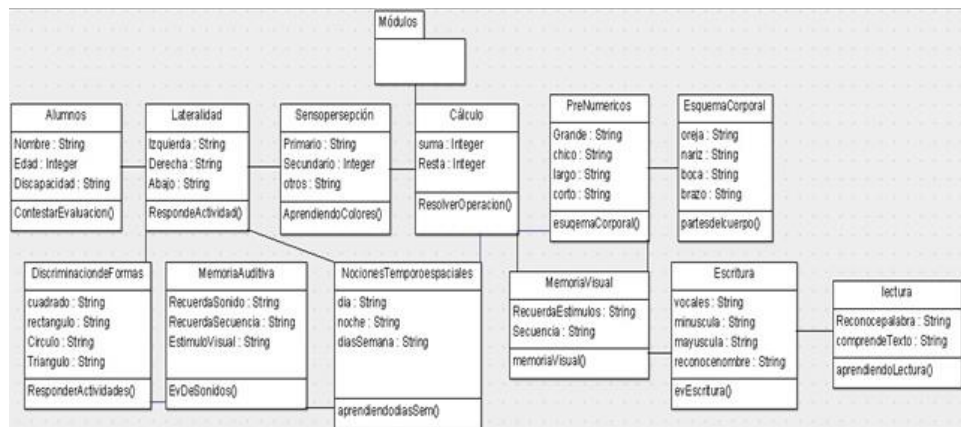 Módulos
Alumnos
Nombre : String
Edad : Integer
Discapacidad : String
ContestarEvaluacion()
Lateralidad
Izquierda : String
Derecha : String
Abajo : String
RespondeActividad()
Sensopersepción
Primario : String
Secundario : Integer
otros : String
AprendiendoColores()
Cálculo
suma : Integer
Resta : Integer
ResolverOperacion()
PreNumericos
Grande : String
chico : String
largo : String
corto : String
esuqemaCorporal()
EsquemaCorporal
oreja : String
nariz : String
boca : String
brazo : String
partesdelcuerpo()
DiscriminaciondeFormas
cuadrado : String
rectangulo : String
Circulo : String
Triangulo : String
ResponderActividades()
MemoriaAuditiva
RecuerdaSonido : String
RecuerdaSecuencia : String
EstimuloVisual : String
EvDeSonidos()
NocionesTemporoespaciales
dia : String
noche : String
diasSemana : String
aprendiendodiasSem()
MemoriaVisual
RecuerdaEstimulos : String
Secuencia : String
memoriaVisual()
Escritura
vocales : String
minuscula : String
mayuscula : String
reconocenombre : String
evEscritura()
lectura
Reconocepalabra : String
comprendeTexto : String
aprendiendoLectura()